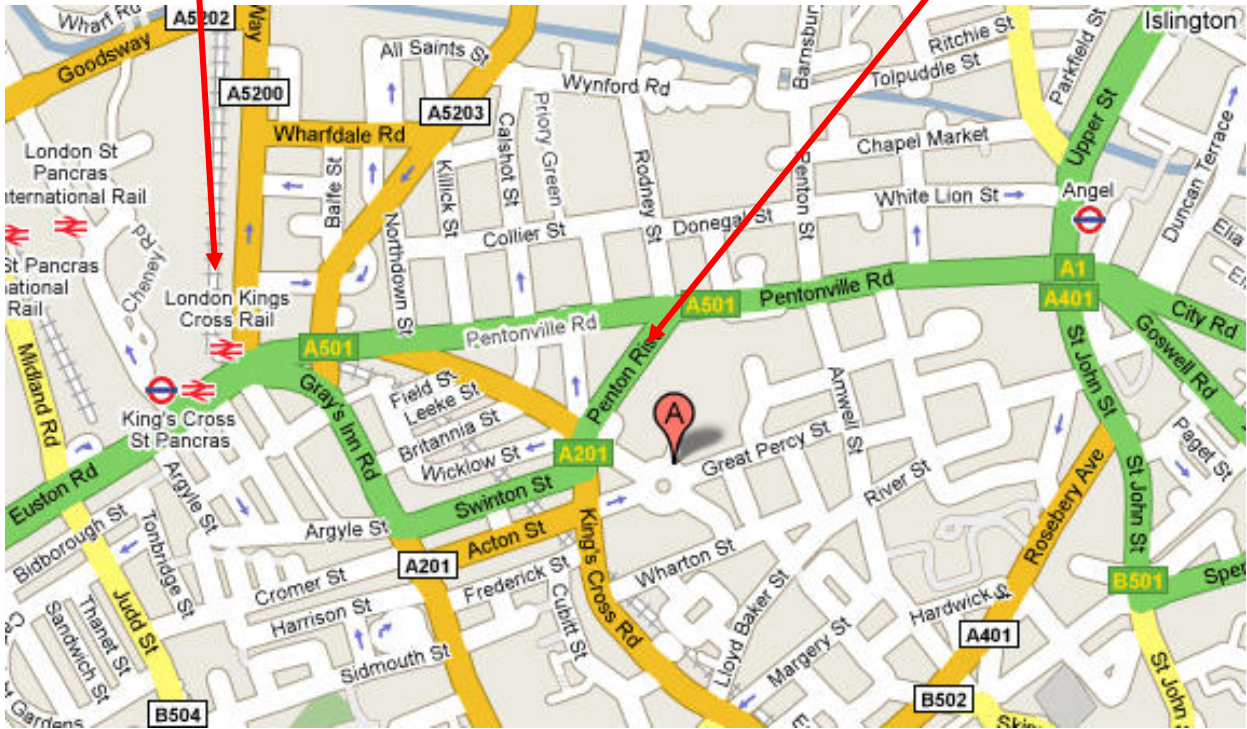 Wharf Rd
A5202
Way
Goodsway
All Saints St
A5200
A5203
Wynford Rd
Barnsbury
Ritchie St
Tolpuddle St
Parkfield St
Islington
Wharfdale Rd
Calshot St
Priory Green
Killick St
Rodney St
Penton St
Chapel Market
Upper St
London St
Pancras
International Rail
Balfe St
White Lion St
Angel
Duncan Terrace
Cheney Rd
Northdown St
Collier St
Donegal St
Elia
St Pancras
Rail
London Kings
Cross Rail
Pentonville Rd
A501
Pentonville Rd
A1
A401
City Rd
A501
Goswell Rd
Midland Rd
Gray's Inn Rd
Field St
Leeke St
Penton Rise
St John St
Amwell St
King's Cross
St Pancras
Britannia St
Wicklow St
A201
A
Great Percy St
Paget St
Euston Rd
Argyle St
Swinton St
River St
Rosebery Ave
St John St
Bidborough St
Tonbridge St
Argyle St
Acton St
King's Cross Rd
A201
Cromer St
Frederick St
Wharton St
B501
Judd St
Thanet St
Sandwich St
Harrison St
Cubitt St
Lloyd Baker St
Hardwick
A401
Sidmouth St
Margery St
St John
Gardens
B504
B502